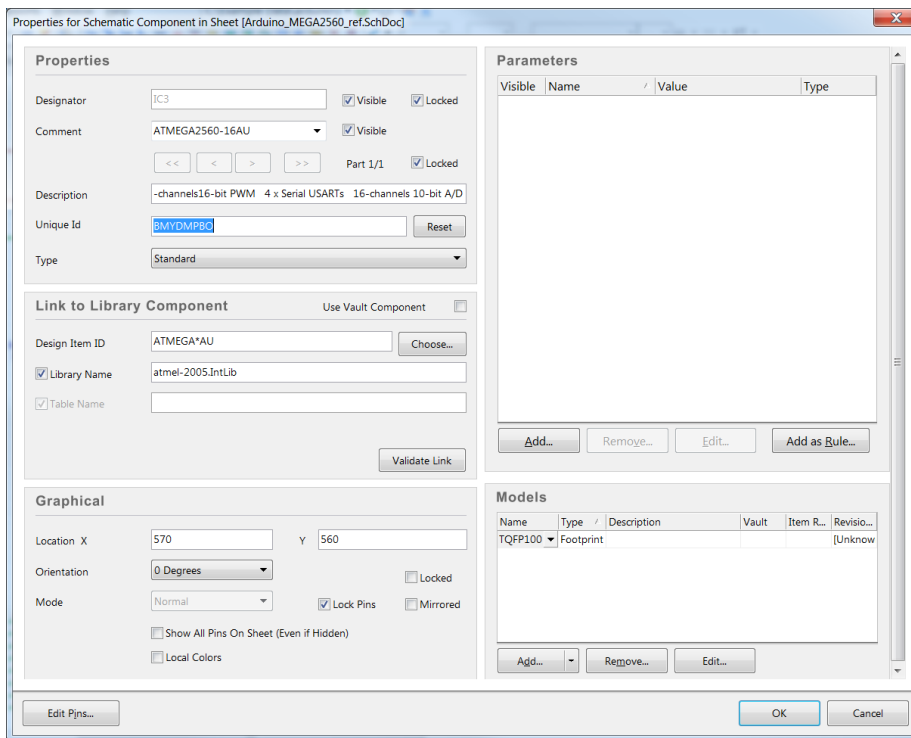 Properties for Schematic Component in Sheet [Arduino_MEGA2560_ref.SchDoc]
Properties
Designator IC3 Visible Locked
Comment ATMEGA2560-16AU Visible
<< < > >> Part 1/1 Locked
Description -channels16-bit PWM 4 x Serial USARTs 16-channels 10-bit A/D
Unique Id BMYDMPBO Reset
Type Standard
Link to Library Component Use Vault Component
Design Item ID ATMEGA*AU Choose...
Library Name atmel-2005.IntLib
Table Name
Validate Link
Graphical
Location X 570 Y 560
Orientation 0 Degrees Locked
Mode Normal Lock Pins Mirrored
Show All Pins On Sheet (Even if Hidden)
Local Colors
Parameters
Visible Name Value Type
Add... Remove... Edit... Add as Rule...
Models
Name Type Description Vault Item R... Revisio...
TQFP100 Footprint [Unknow
Add... Remove... Edit...
Edit Pins... OK Cancel